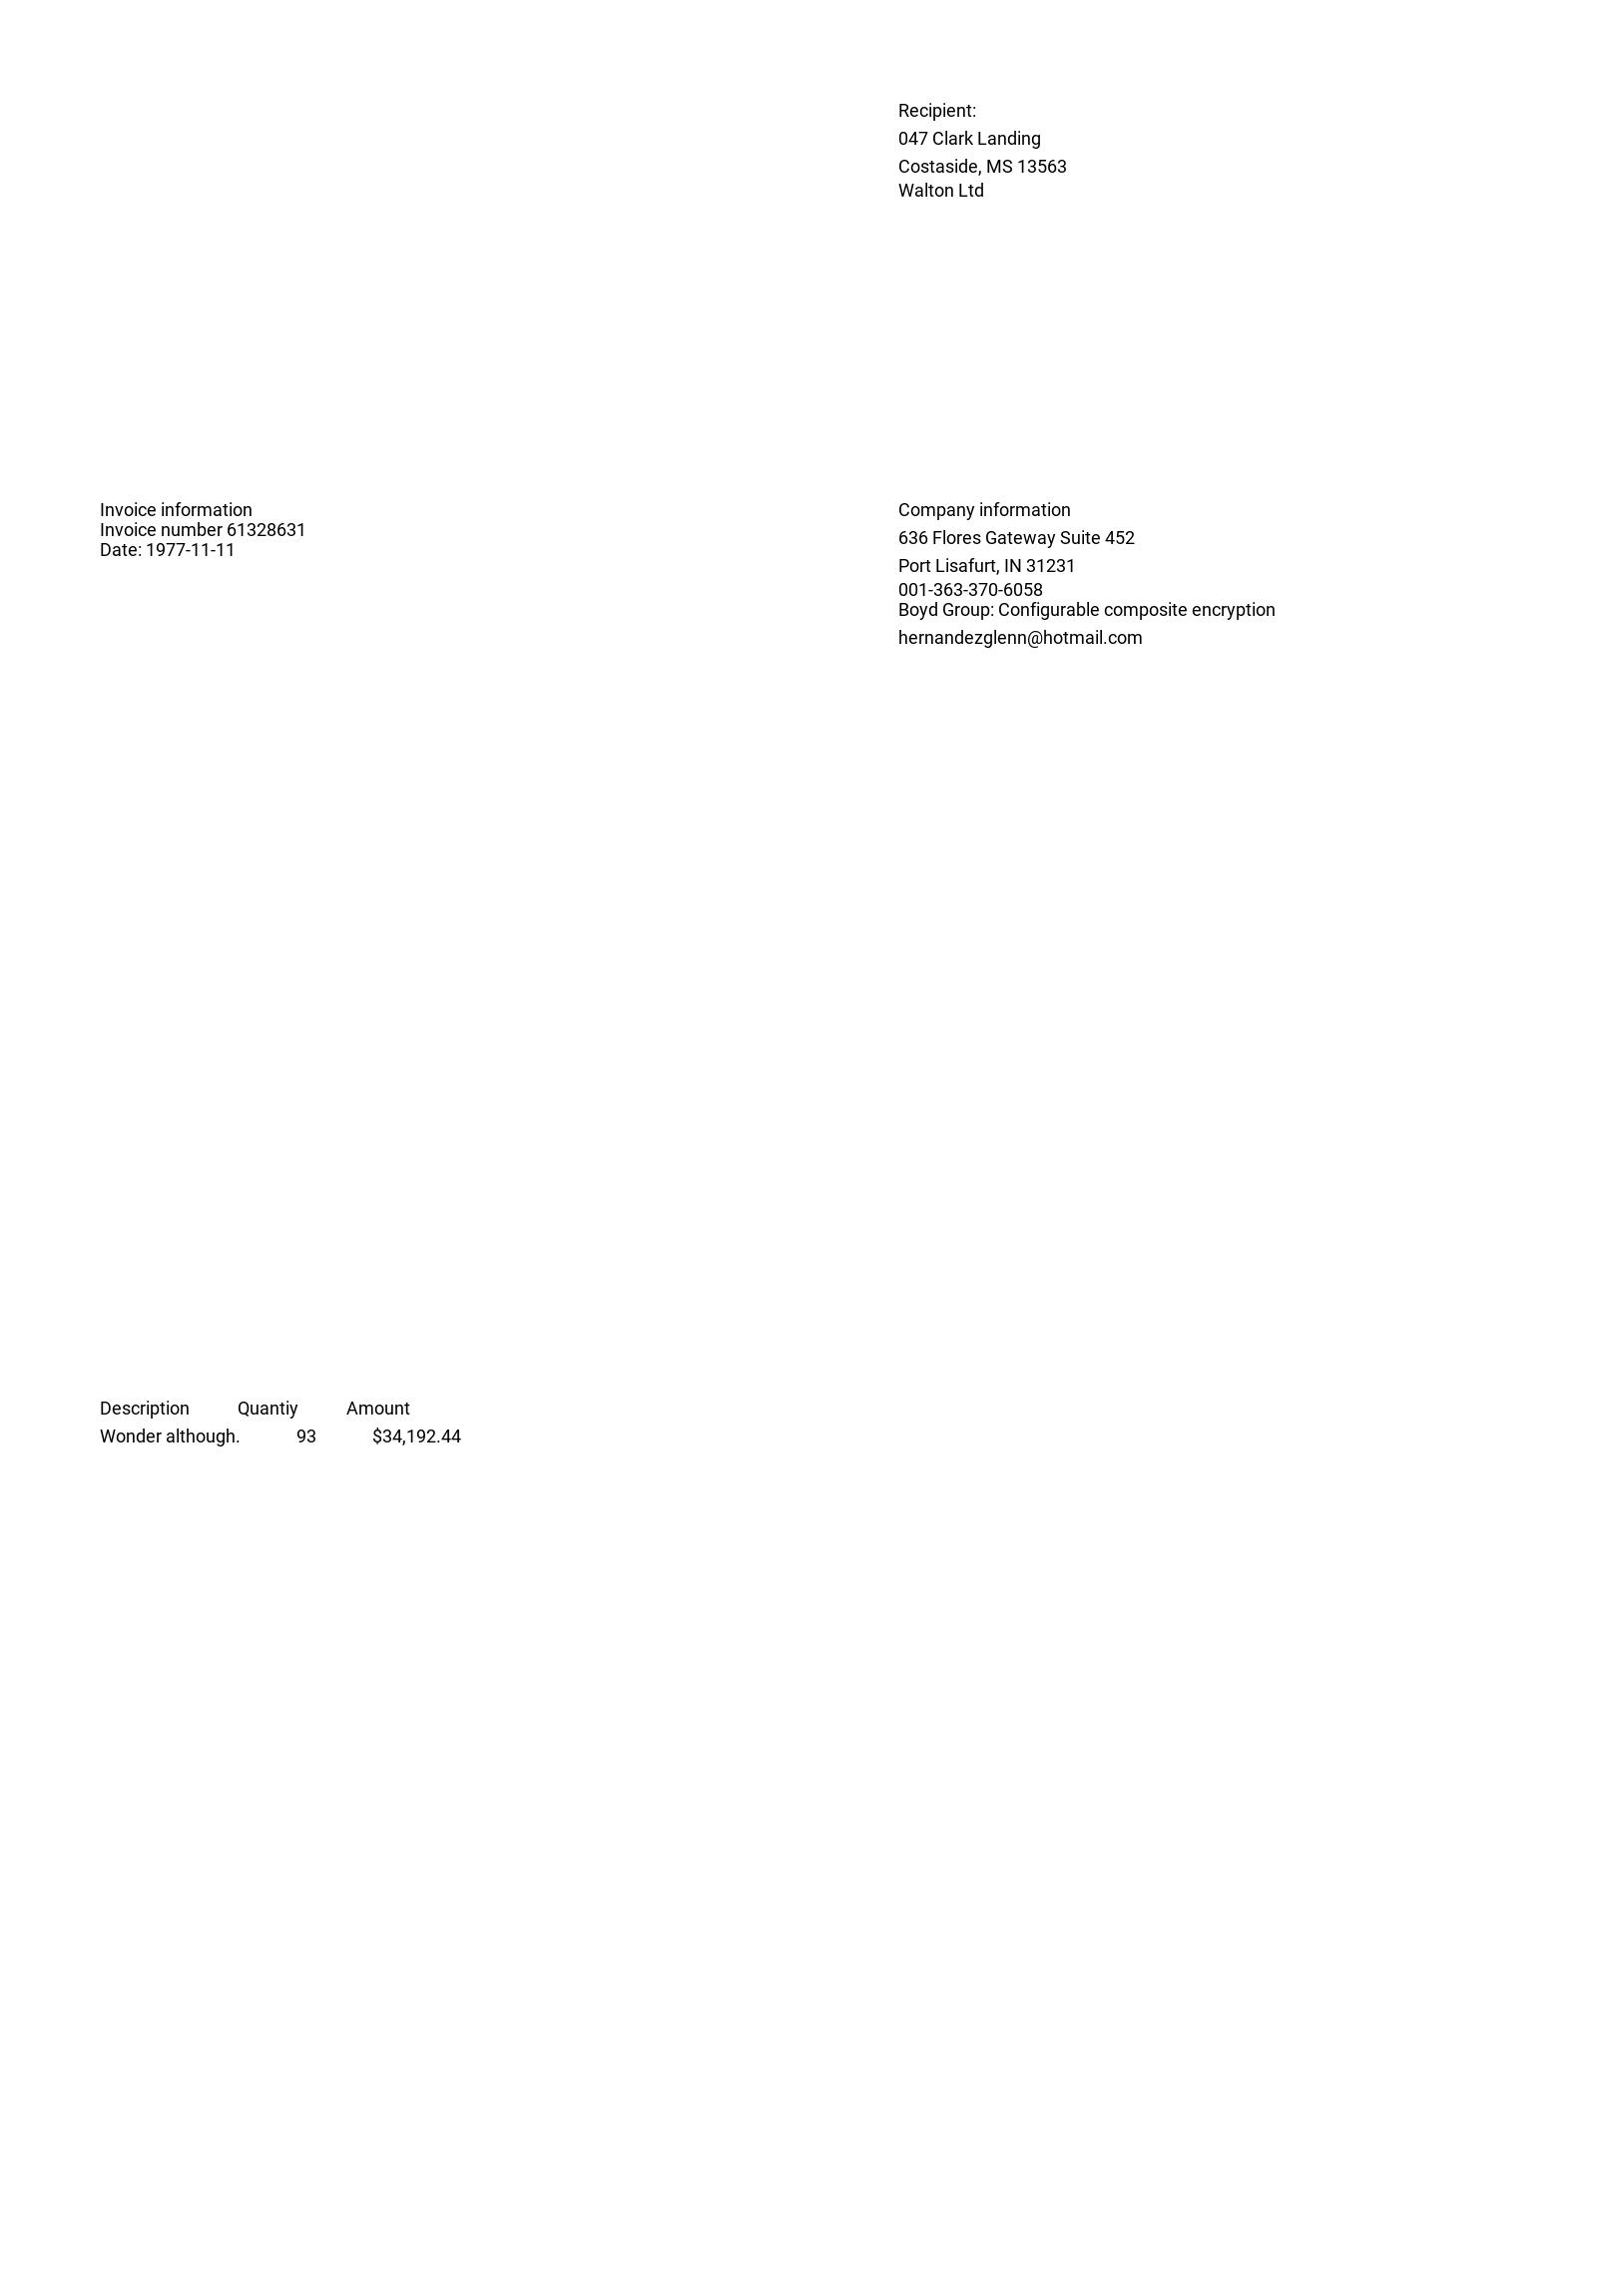 Recipient:
047 Clark Landing
Costaside, MS 13563
Walton Ltd
Invoice information
Invoice number 61328631
Date: 1977-11-11
Company information
636 Flores Gateway Suite 452
Port Lisafurt, IN 31231
001-363-370-6058
Boyd Group: Configurable composite encryption
hernandezglenn@hotmail.com
Description Quantiy Amount
Wonder although. 93 $34,192.44